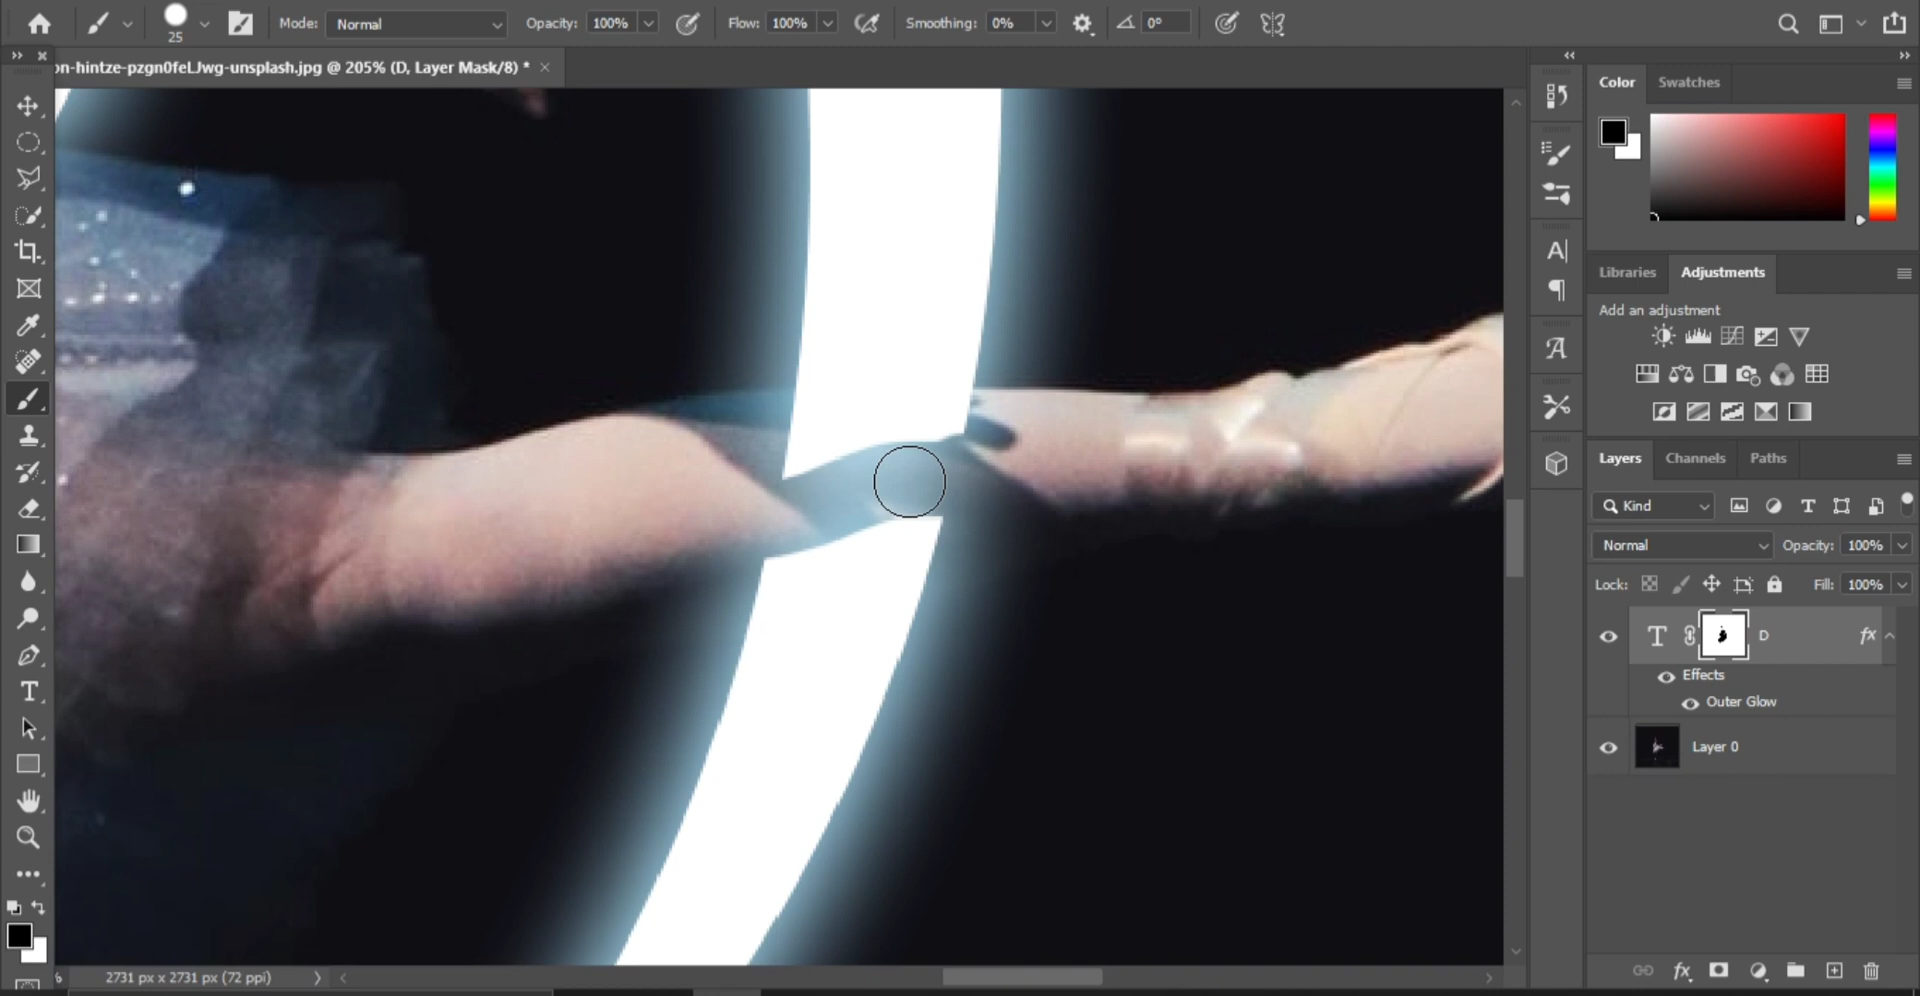 25
Mode: Normal
Opacity: 100%
Flow: 100%
Smoothing: 0%
0°
on-hintze-pzgn0feLJwg-unsplash.jpg @ 205% (D, Layer Mask/8) *
Color
Swatches
Libraries
Adjustments
Add an adjustment
Layers
Channels
Paths
Kind
Normal
Opacity: 100%
Lock:
Fill: 100%
D
fx
Effects
Outer Glow
Layer 0
%
2731 px x 2731 px (72 ppi)
fx